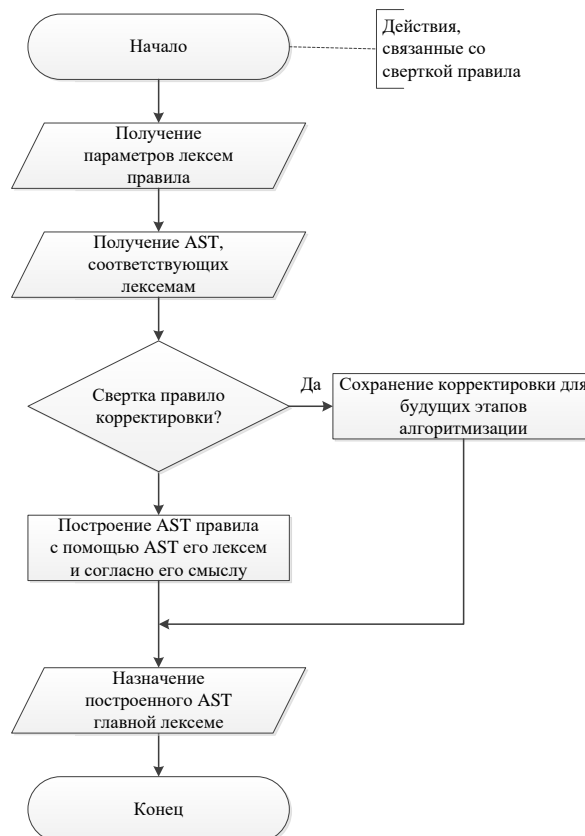 Начало
Действия,
связанные со
сверткой правила
Получение
параметров лексем
правила
Получение AST,
соответствующих
лексемам
Свертка правило
корректировки?
Да
Сохранение корректировки для
будущих этапов
алгоритмизации
Построение AST правила
с помощью AST его лексем
и согласно его смыслу
Назначение
построенного AST
главной лексеме
Конец